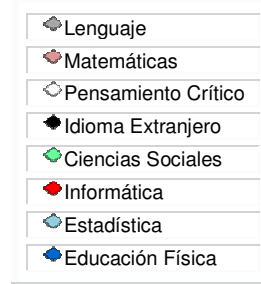 Lenguaje
Matemáticas
Pensamiento Crítico
Idioma Extranjero
Ciencias Sociales
Informática
Estadística
Educación Física